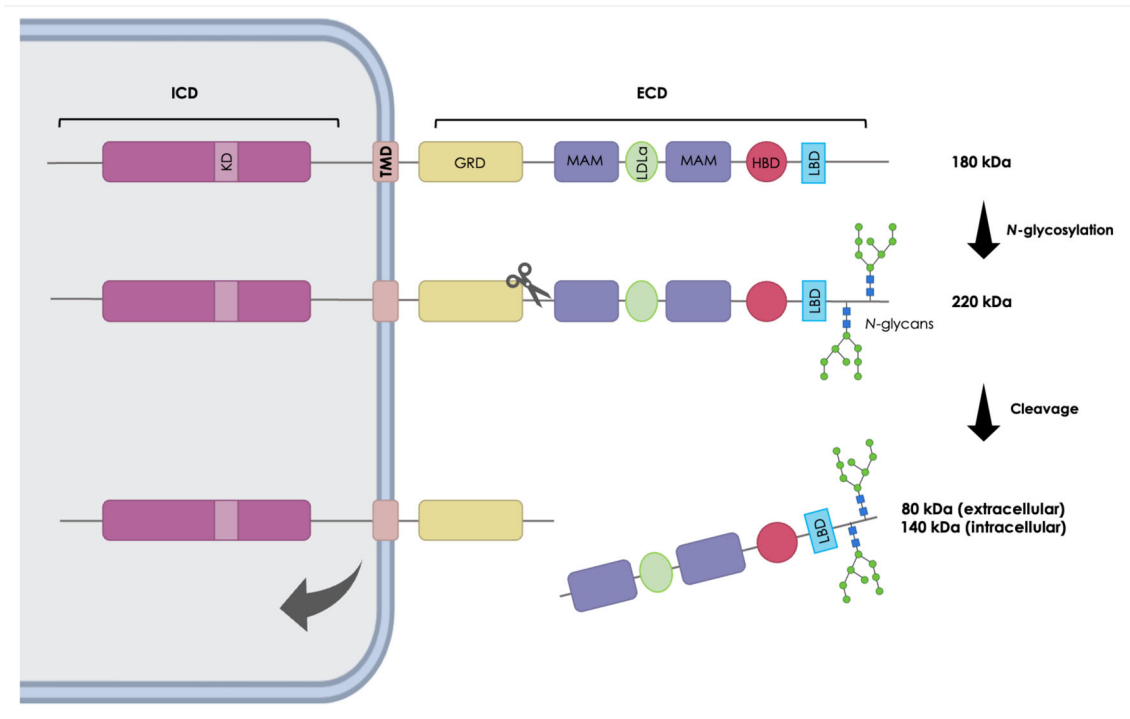 ICD
ECD
KD
TMD
GRD
MAM
LDLa
MAM
HBD
LBD
180 kDa
N-glycosylation
LBD
220 kDa
N-glycans
Cleavage
LBD
80 kDa (extracellular)
140 kDa (intracellular)